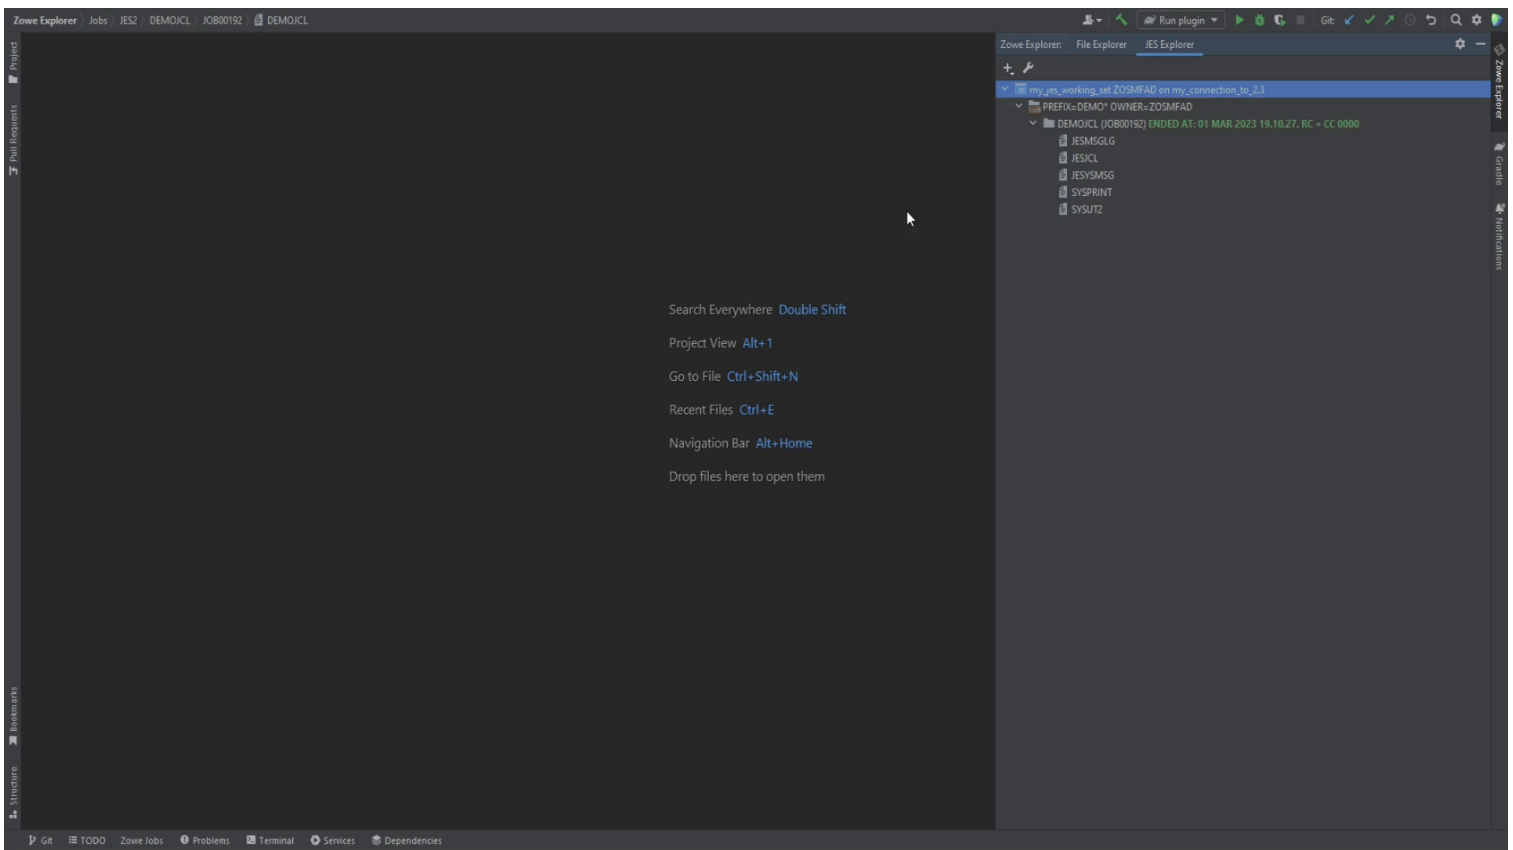 Zowe Explorer Jobs JES2 DEMOJCL JOB00192 DEMOJCL
Run plugin
Git:
Project
Pull Requests
Bookmarks
Structure
Search Everywhere Double Shift
Project View Alt+1
Go to File Ctrl+Shift+N
Recent Files Ctrl+E
Navigation Bar Alt+Home
Drop files here to open them
Zowe Explorer: File Explorer JES Explorer
my_jes_working_set ZOSMFAD on my_connection_to_2.3
PREFIX=DEMO* OWNER=ZOSMFAD
DEMOJCL (JOB00192) ENDED AT: 01 MAR 2023 19.10.27. RC = CC 0000
JESMSGLG
JESJCL
JESYSMSG
SYSPRINT
SYSUT2
Zowe Explorer
Gradle
Notifications
Git TODO Zowe Jobs Problems Terminal Services Dependencies